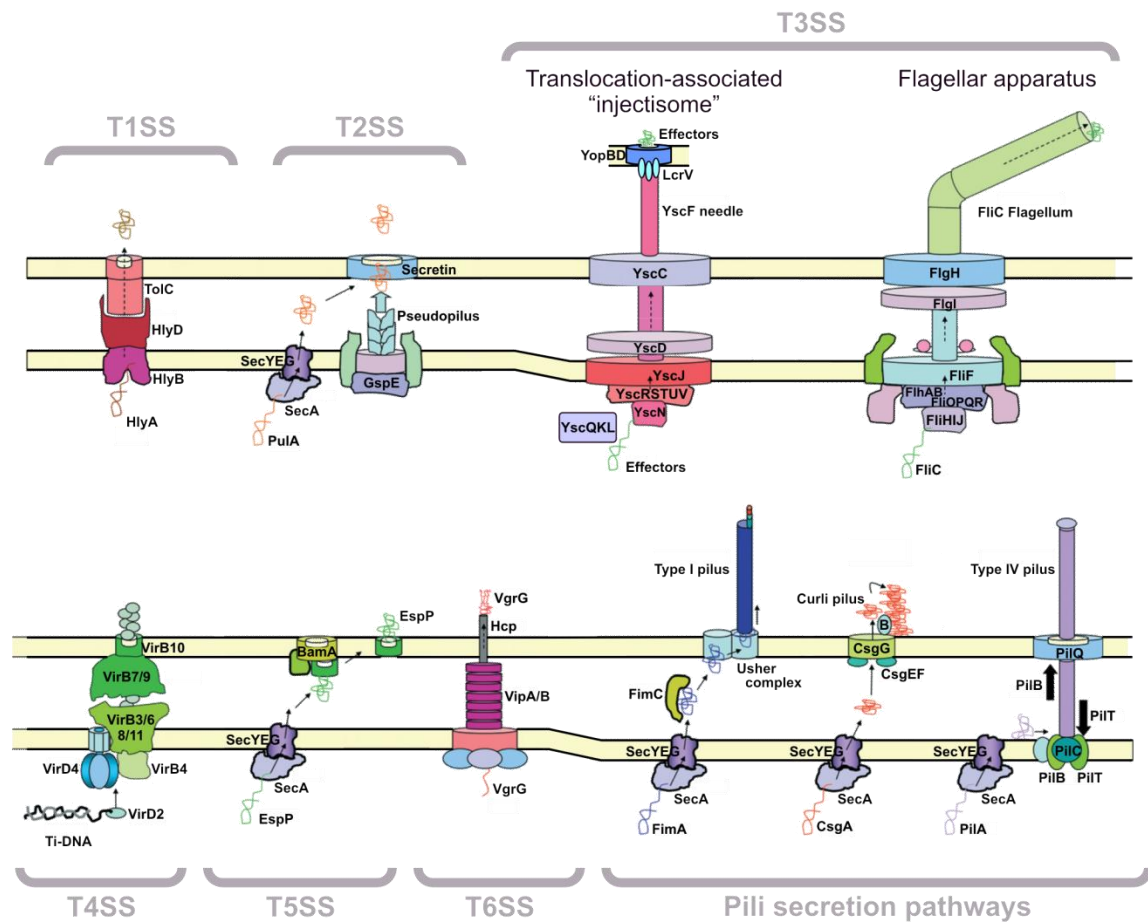 T3SS
Translocation-associated
“injectisome”
Flagellar apparatus
T1SS
T2SS
Effectors
YopBD
LcrV
YscF needle
FliC Flagellum
Secretin
YscC
FlgH
TolC
FlgI
Pseudopilus
HlyD
YscD
SecYEG
HlyB
YscJ
FliF
GspE
YscRSTUV
FlhAB
FliOPQR
SecA
HlyA
YscN
FliHIJ
YscQKL
PulA
Effectors
FliC
Type I pilus
Type IV pilus
VgrG
Curli pilus
EspP
Hcp
B
VirB10
BamA
CsgG
PilQ
Usher
complex
CsgEF
VirB7/9
FimC
PilB
VipA/B
PilT
VirB3/6
8/11
SecYEG
SecYEG
SecYEG
SecYEG
PilC
VirD4
VirB4
PilB
PilT
SecA
VgrG
SecA
SecA
SecA
VirD2
EspP
FimA
CsgA
PilA
Ti-DNA
T4SS
T5SS
T6SS
Pili secretion pathways